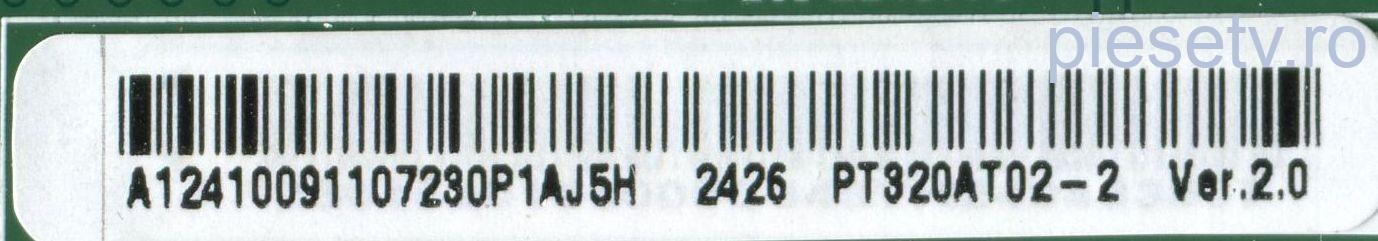 piesetv.ro
A12410091107230P1AJ5H 2426 PT320AT02-2 Ver.2.0